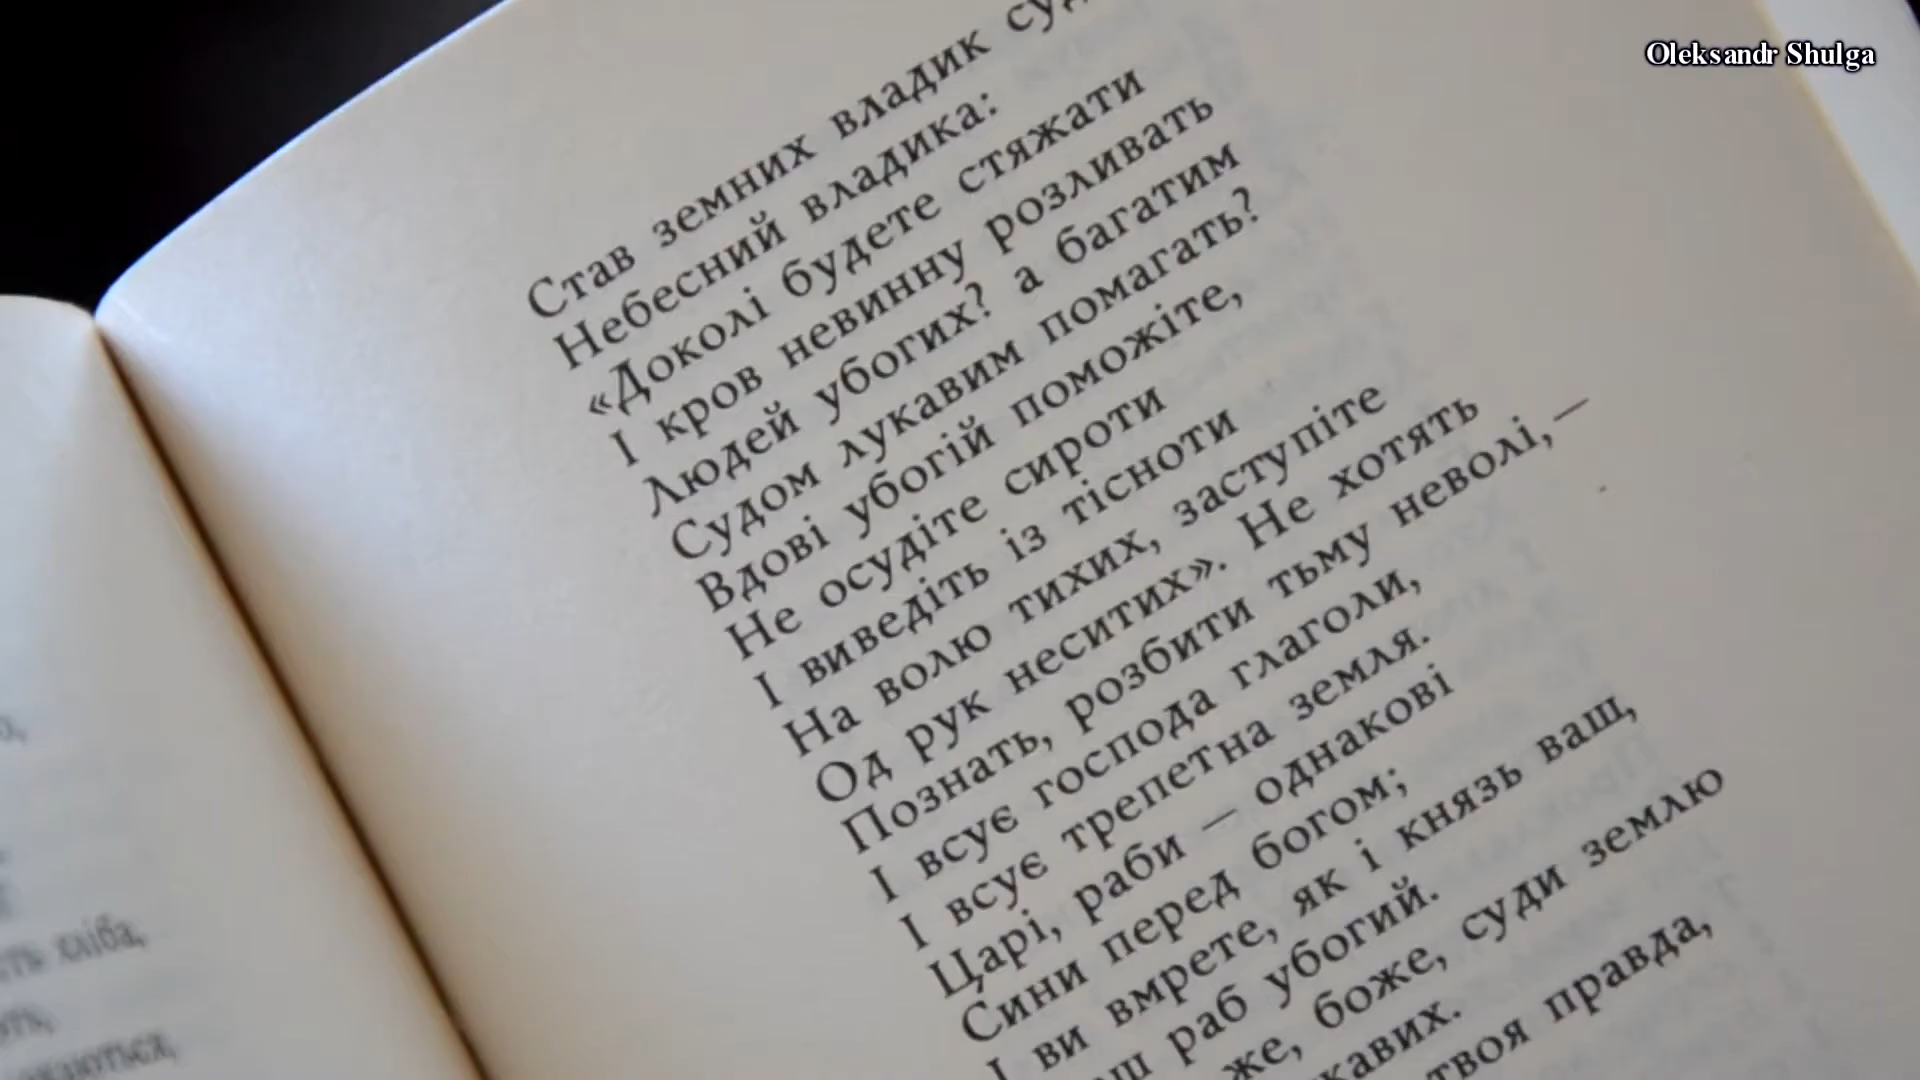 Oleksandr Shulga
Став земних владик
Небесний владика:
«Доколі будете стяжати
І кров невинну розливать
Людей убогих? а багатим
Судом лукавим помагать?
Вдові убогій поможіте,
Не осудіте сироти
І виведіть із тісноти
На волю тихих, заступіте
Од рук неситих». Не хотять
Познать, розбити тьму неволі,—
І всує господа глаголи,
І всує трепетна земля.
Царі, раби — однакові
Сини перед богом;
І ви вмрете, як і князь ваш,
раб убогий.
боже, суди землю
твоя правда,
хліба,